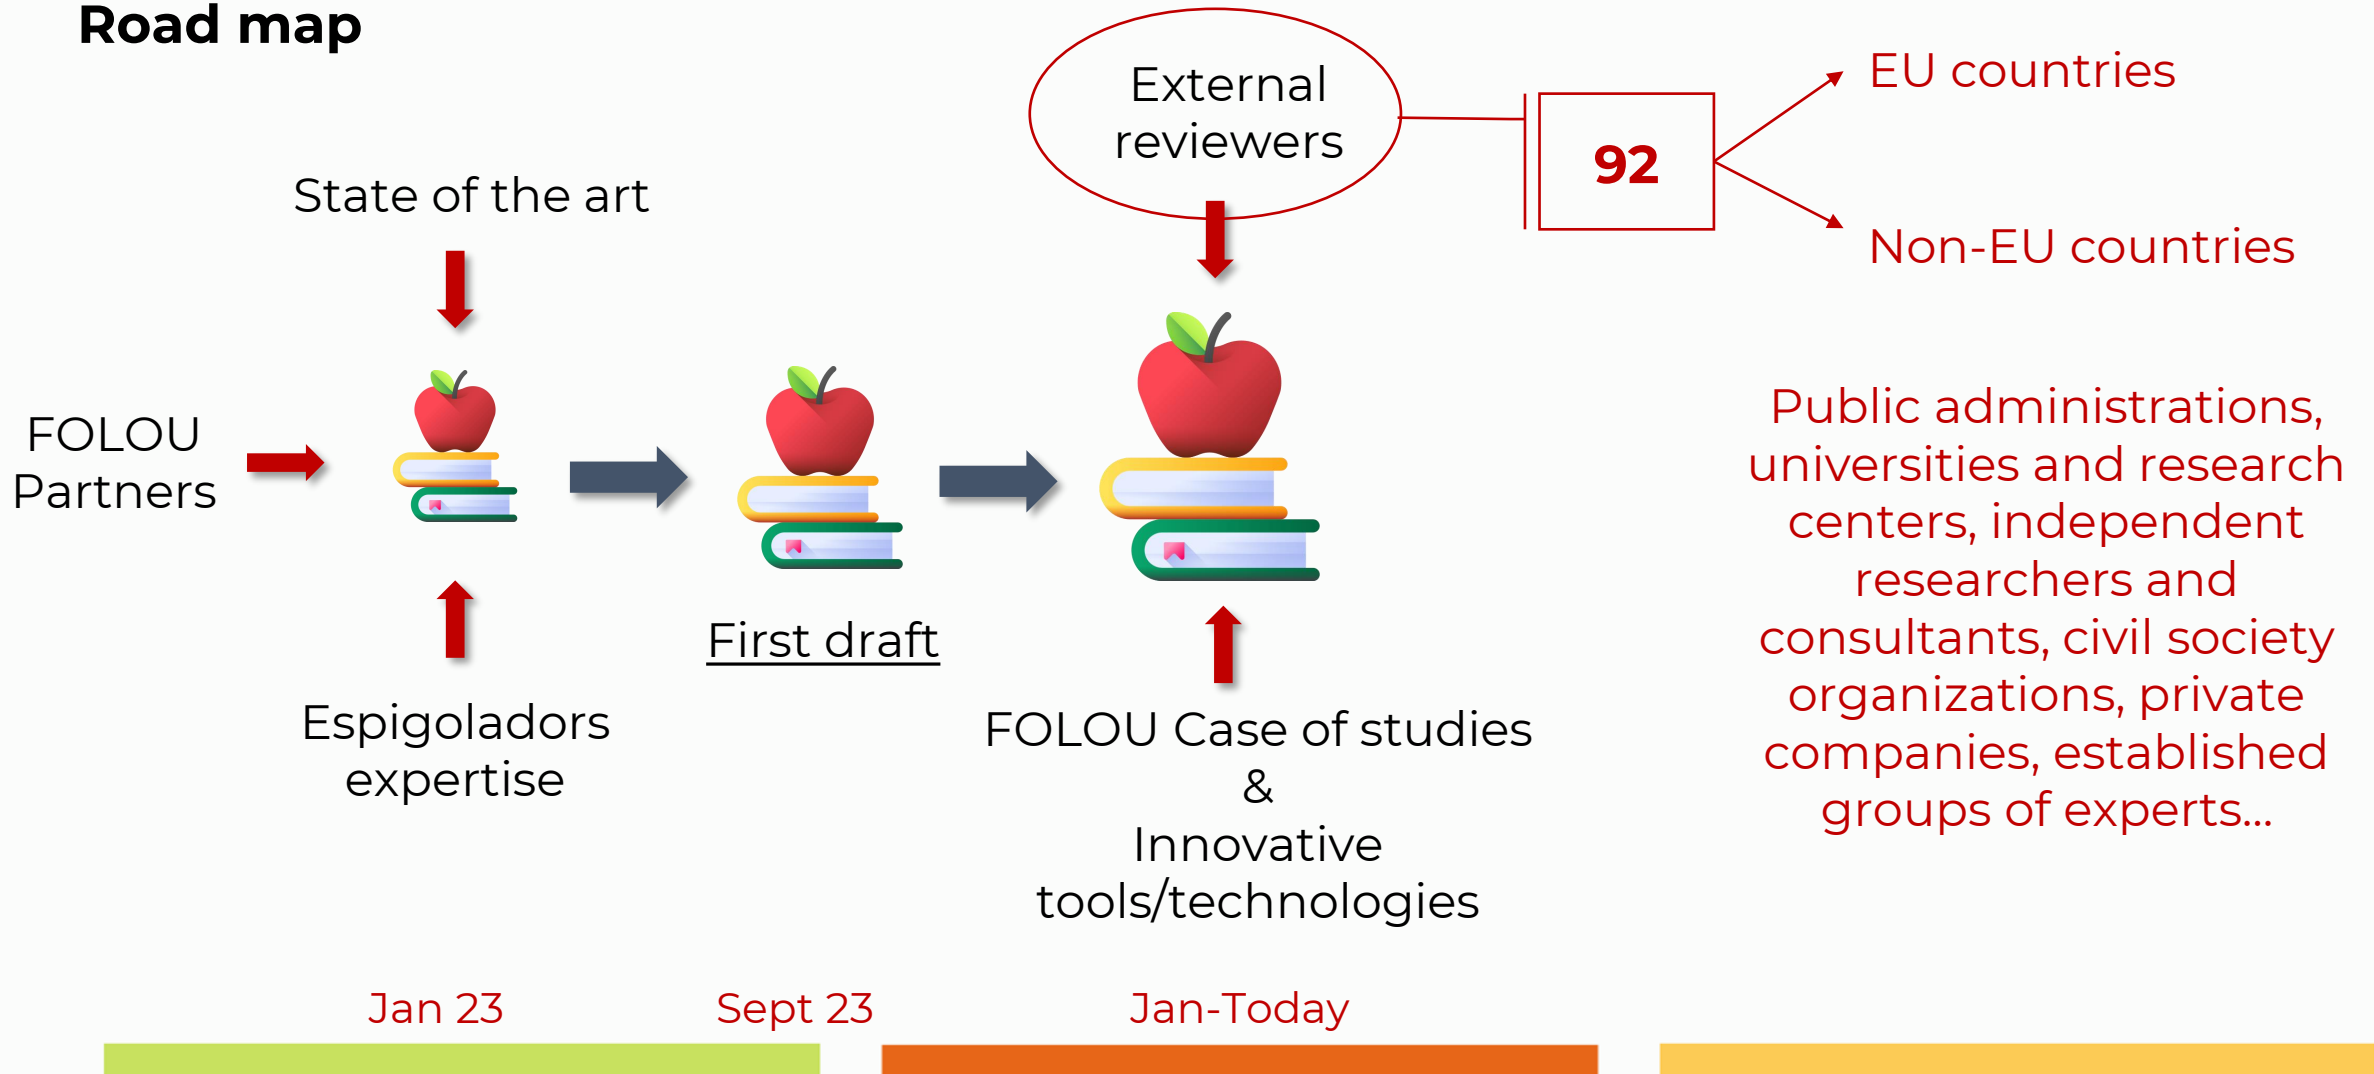 Road map
State of the art
FOLOU
Partners
Espigoladors
expertise
First draft
External
reviewers
92
EU countries
Non-EU countries
FOLOU Case of studies
&
Innovative
tools/technologies
Public administrations,
universities and research
centers, independent
researchers and
consultants, civil society
organizations, private
companies, established
groups of experts...
Jan 23
Sept 23
Jan-Today